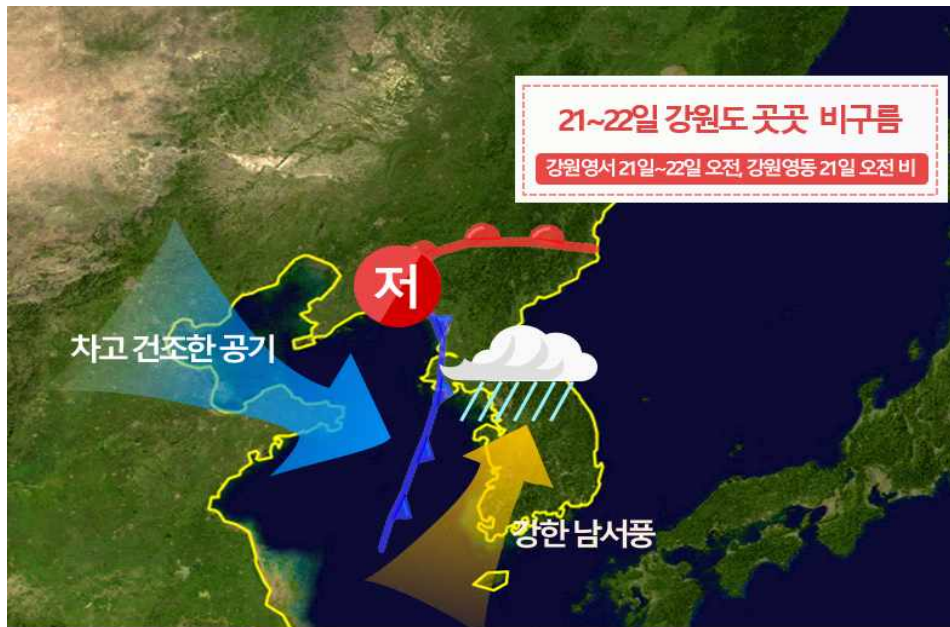 21~22일 강원도 곳곳 비구름
강원영서 21일~22일 오전, 강원영동 21일 오전 비
저
차고 건조한 공기
강한 남서풍